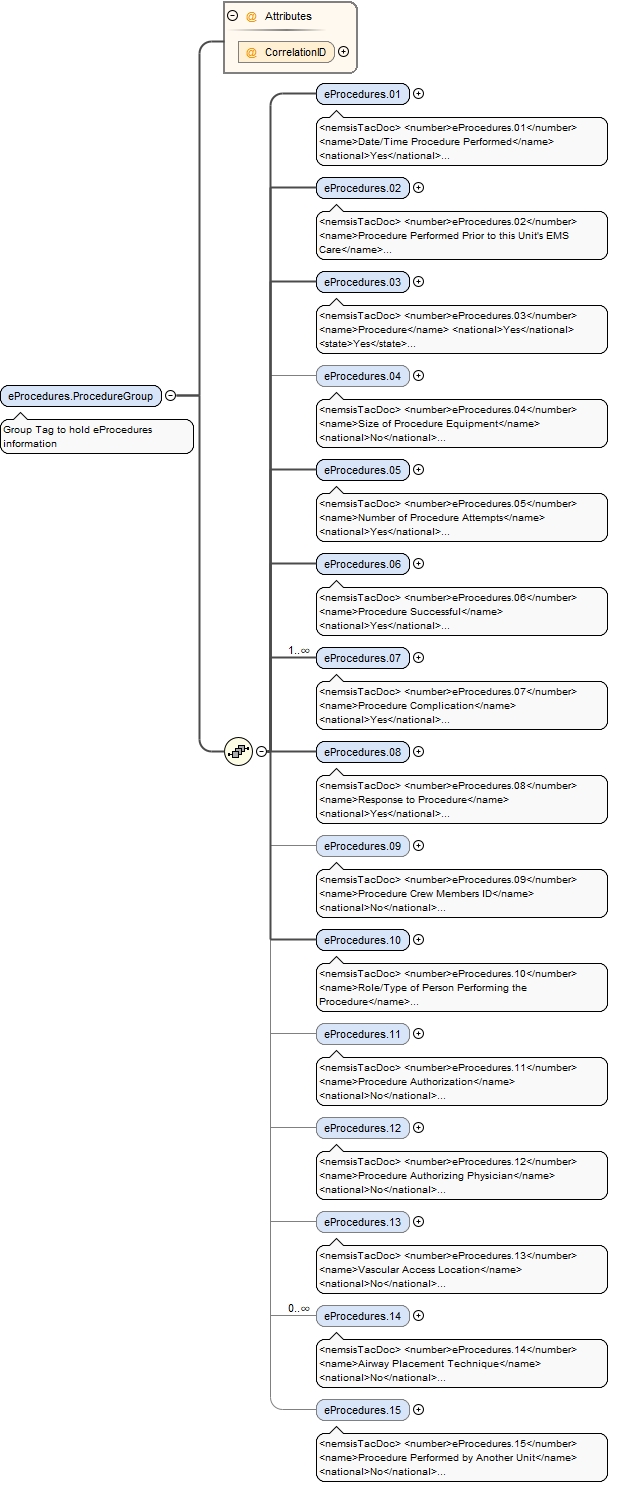 Attributes
CorrelationID
eProcedures.01
<nemsisTacDoc> <number>eProcedures.01</number>
<name>Date/Time Procedure Performed</name>
<national>Yes</national>...
eProcedures.02
<nemsisTacDoc> <number>eProcedures.02</number>
<name>Procedure Performed Prior to this Unit's EMS
Care</name>...
eProcedures.03
<nemsisTacDoc> <number>eProcedures.03</number>
<name>Procedure</name> <national>Yes</national>
<state>Yes</state>...
eProcedures.04
<nemsisTacDoc> <number>eProcedures.04</number>
<name>Size of Procedure Equipment</name>
<national>No</national>...
eProcedures.ProcedureGroup
Group Tag to hold eProcedures
information
eProcedures.05
<nemsisTacDoc> <number>eProcedures.05</number>
<name>Number of Procedure Attempts</name>
<national>Yes</national>...
eProcedures.06
<nemsisTacDoc> <number>eProcedures.06</number>
<name>Procedure Successful</name>
<national>Yes</national>...
1..∞
eProcedures.07
<nemsisTacDoc> <number>eProcedures.07</number>
<name>Procedure Complication</name>
<national>Yes</national>...
eProcedures.08
<nemsisTacDoc> <number>eProcedures.08</number>
<name>Response to Procedure</name>
<national>Yes</national>...
eProcedures.09
<nemsisTacDoc> <number>eProcedures.09</number>
<name>Procedure Crew Members ID</name>
<national>No</national>...
eProcedures.10
<nemsisTacDoc> <number>eProcedures.10</number>
<name>Role/Type of Person Performing the
Procedure</name>...
eProcedures.11
<nemsisTacDoc> <number>eProcedures.11</number>
<name>Procedure Authorization</name>
<national>No</national>...
eProcedures.12
<nemsisTacDoc> <number>eProcedures.12</number>
<name>Procedure Authorizing Physician</name>
<national>No</national>...
eProcedures.13
<nemsisTacDoc> <number>eProcedures.13</number>
<name>Vascular Access Location</name>
<national>No</national>...
0..∞
eProcedures.14
<nemsisTacDoc> <number>eProcedures.14</number>
<name>Airway Placement Technique</name>
<national>No</national>...
eProcedures.15
<nemsisTacDoc> <number>eProcedures.15</number>
<name>Procedure Performed by Another Unit</name>
<national>No</national>...